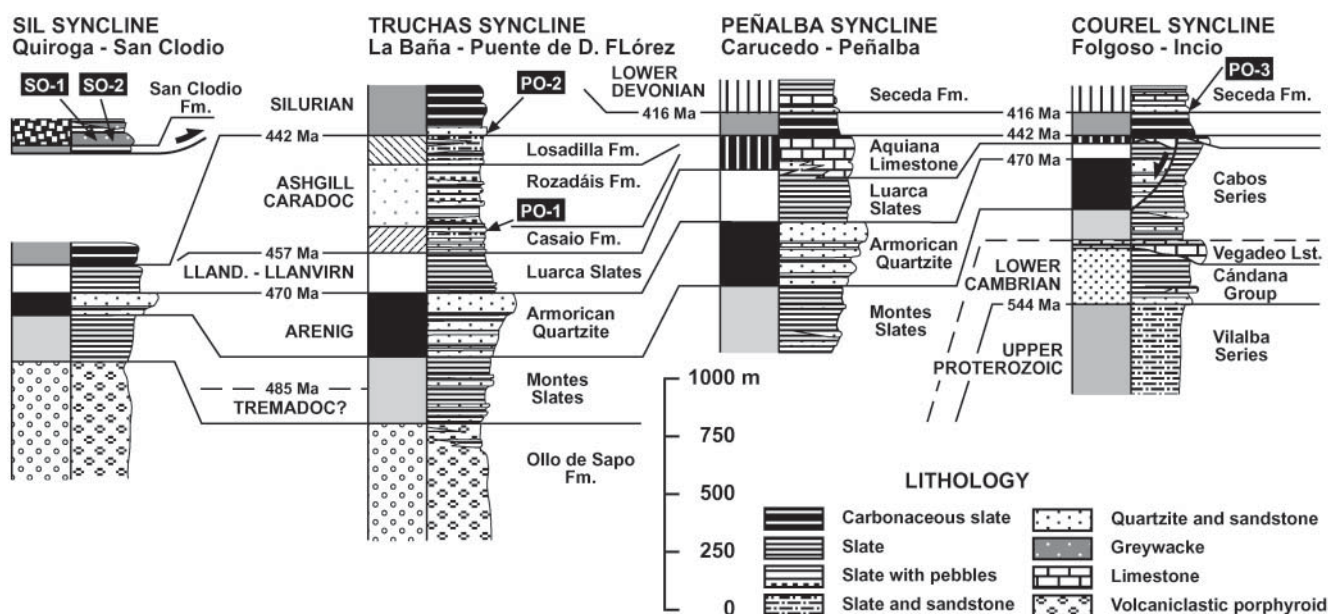 SIL SYNCLINE
Quiroga - San Clodio
TRUCHAS SYNCLINE
La Baña - Puente de D. FLórez
PEÑALBA SYNCLINE
Carucedo - Peñalba
COUREL SYNCLINE
Folgoso - Incio
SO-1
SO-2
San Clodio
Fm.
SILURIAN
442 Ma
ASHGILL
CARADOC
457 Ma
LLAND. - LLANVIRN
470 Ma
ARENIG
485 Ma
TREMADOC?
PO-2
Losadilla Fm.
Rozadáis Fm.
PO-1
Casaio Fm.
Luarca Slates
Armorican
Quartzite
Montes
Slates
Ollo de Sapo
Fm.
LOWER
DEVONIAN
416 Ma
Seceda Fm.
Aquiana
Limestone
Luarca
Slates
Armorican
Quartzite
Montes
Slates
PO-3
416 Ma
442 Ma
470 Ma
Seceda Fm.
Cabos
Series
LOWER
CAMBRIAN
544 Ma
UPPER
PROTEROZOIC
Vegadeo Lst.
Cándana
Group
Vilalba
Series
1000 m
750
500
250
0
LITHOLOGY
Carbonaceous slate
Slate
Slate with pebbles
Slate and sandstone
Quartzite and sandstone
Greywacke
Limestone
Volcaniclastic porphyroid